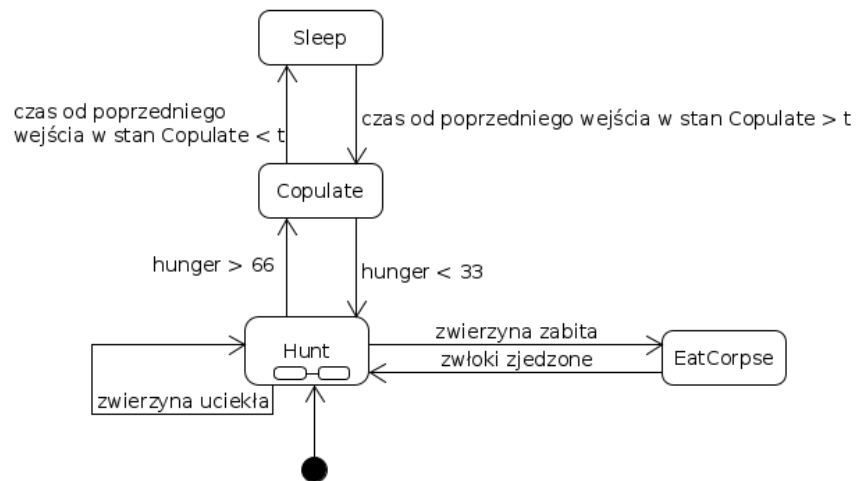 Sleep
czas od poprzedniego
wejścia w stan Copulate < t
czas od poprzedniego wejścia w stan Copulate > t
Copulate
hunger > 66
hunger < 33
Hunt
zwierzyna zabita
zwłoki zjedzone
EatCorpse
zwierzyna uciekła